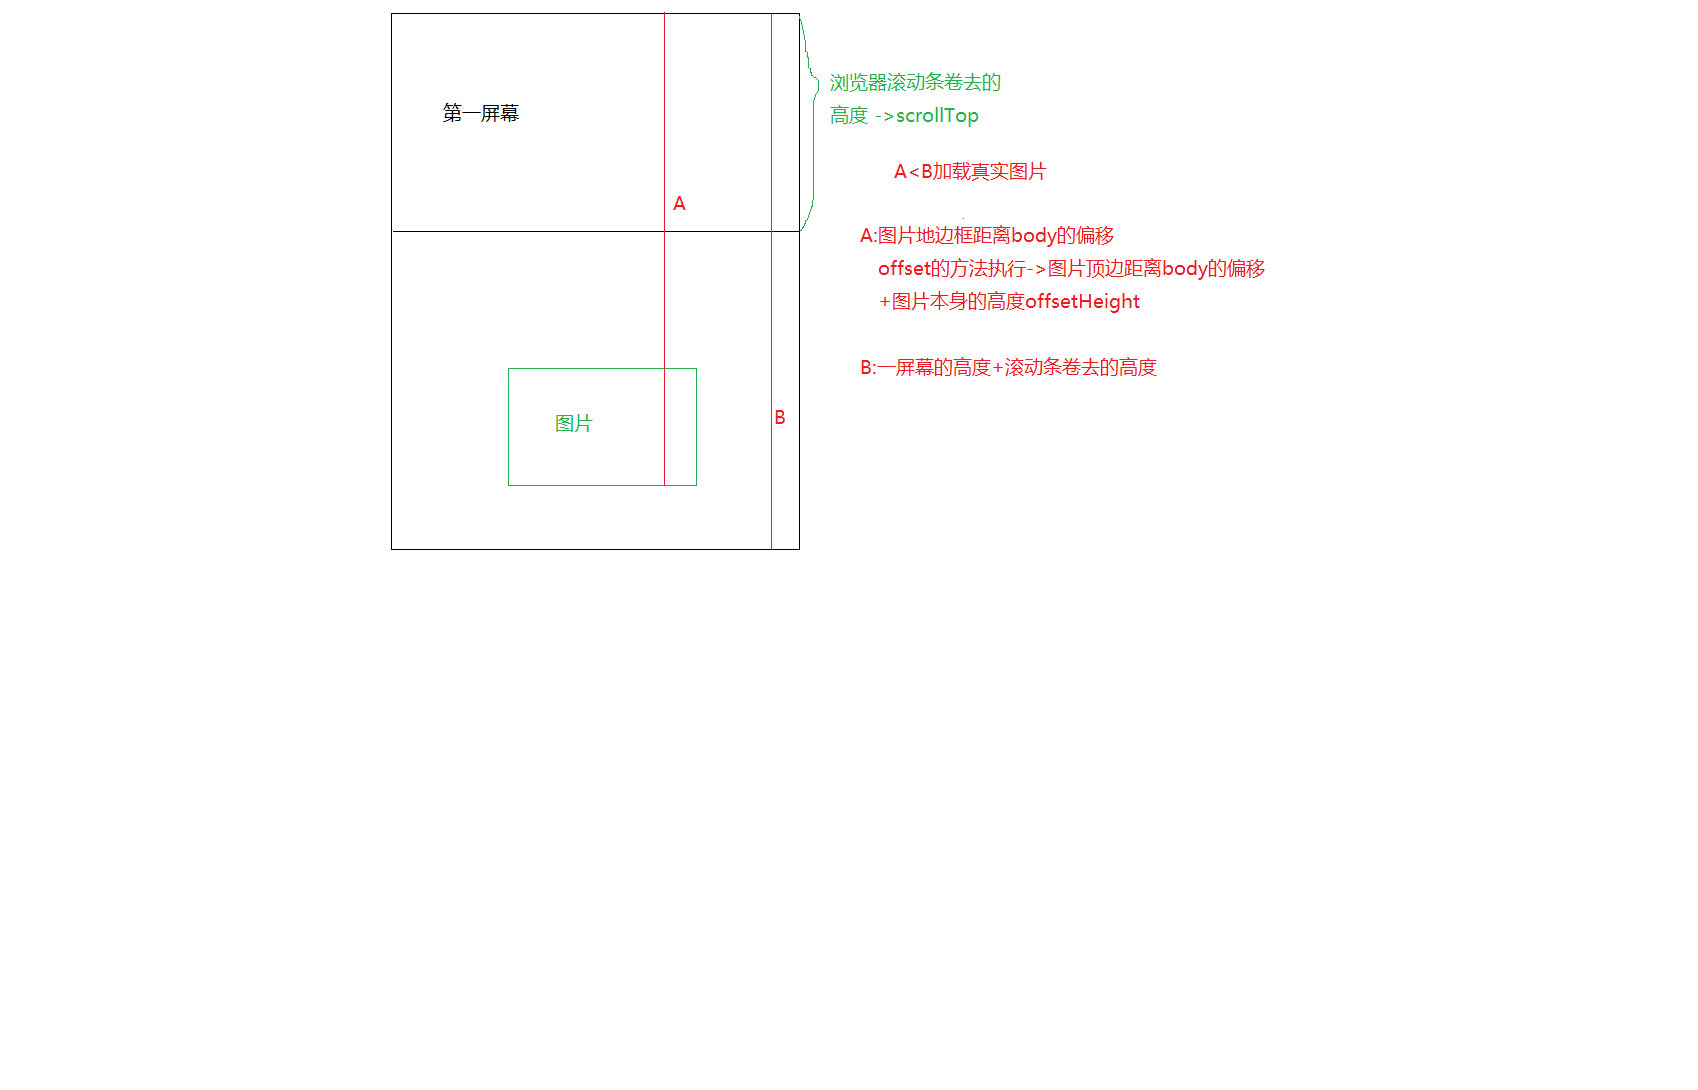 浏览器滚动条卷去的
高度 ->scrollTop
第一屏幕
A<B加载真实图片
A
A:图片地边框距离body的偏移
offset的方法执行->图片顶边距离body的偏移
+图片本身的高度offsetHeight
B:一屏幕的高度+滚动条卷去的高度
图片
B